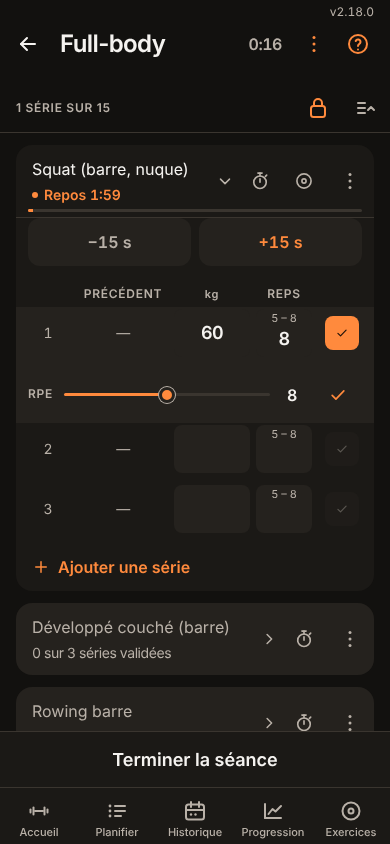 v2.18.0
Full-body
0:16
1 SÉRIE SUR 15
Squat (barre, nuque)
Repos 1:59
−15 s
+15 s
PRÉCÉDENT kg REPS
5 – 8
1 — 60 8
RPE 8
5 – 8
2 —
5 – 8
3 —
+ Ajouter une série
Développé couché (barre)
0 sur 3 séries validées
Rowing barre
Terminer la séance
Accueil Planifier Historique Progression Exercices